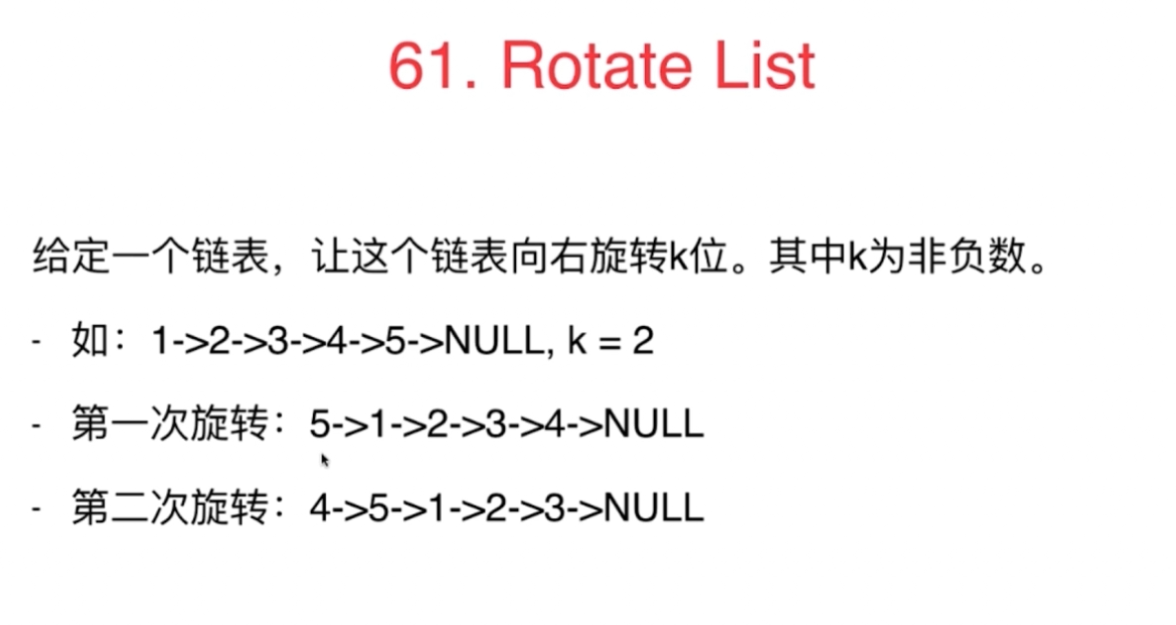 61. Rotate List
给定一个链表，让这个链表向右旋转k位。其中k为非负数。
- 如：1->2->3->4->5->NULL, k = 2
- 第一次旋转：5->1->2->3->4->NULL
- 第二次旋转：4->5->1->2->3->NULL